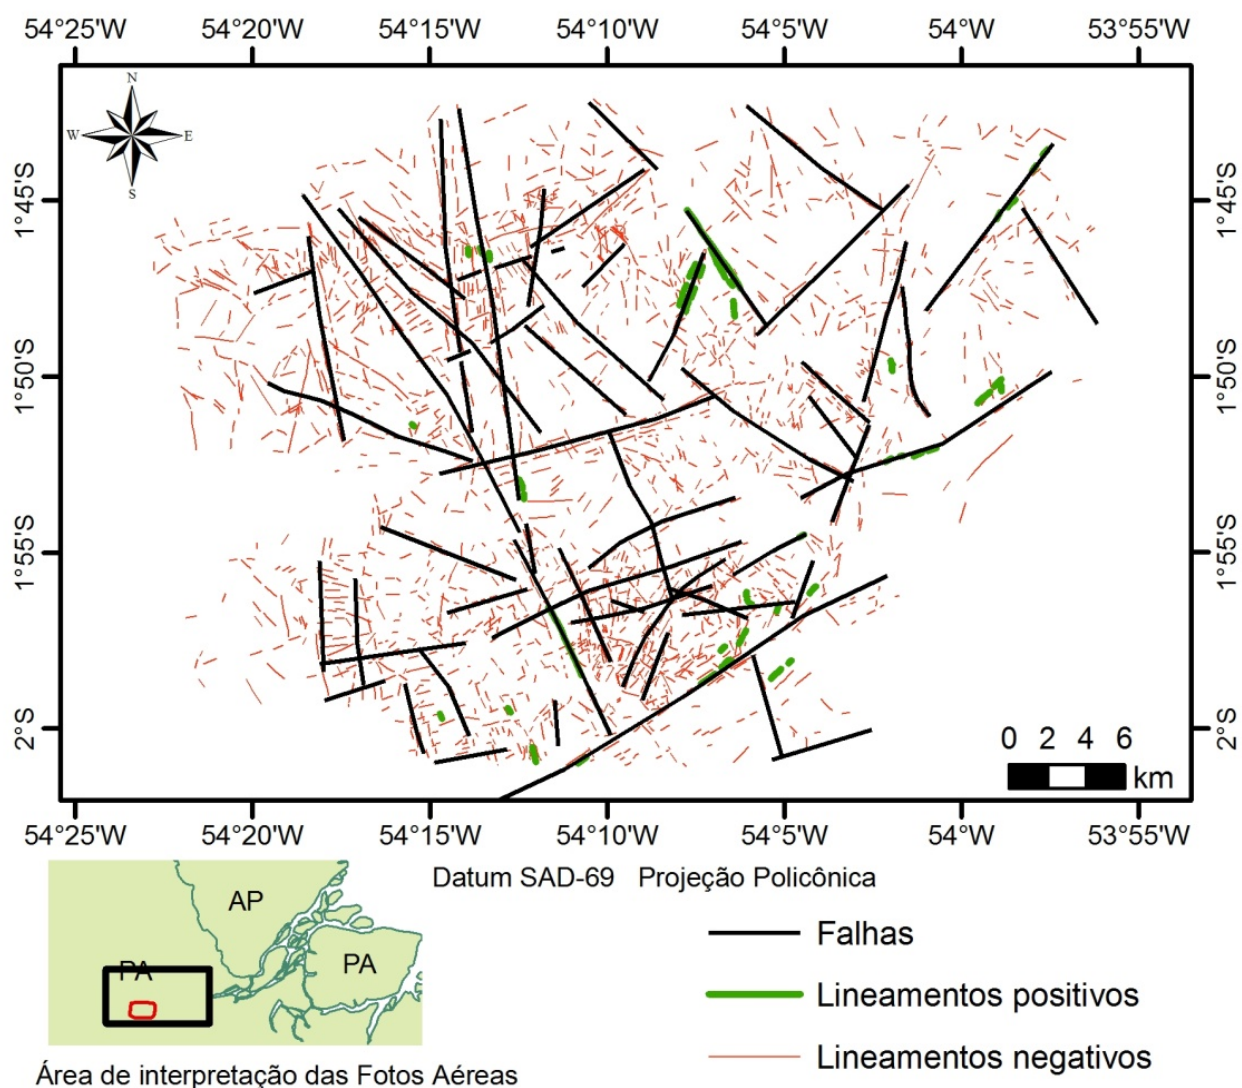 54°25'W 54°20'W 54°15'W 54°10'W 54°5'W 54°0'W 53°55'W
N
W E
S
1°45'S 1°45'S
1°50'S 1°50'S
1°55'S 1°55'S
2°S 2°S
0 2 4 6
km
54°25'W 54°20'W 54°15'W 54°10'W 54°5'W 54°0'W 53°55'W
Datum SAD-69 Projeção Policônica
AP
PA
PA
Falhas
Lineamentos positivos
Lineamentos negativos
Área de interpretação das Fotos Aéreas